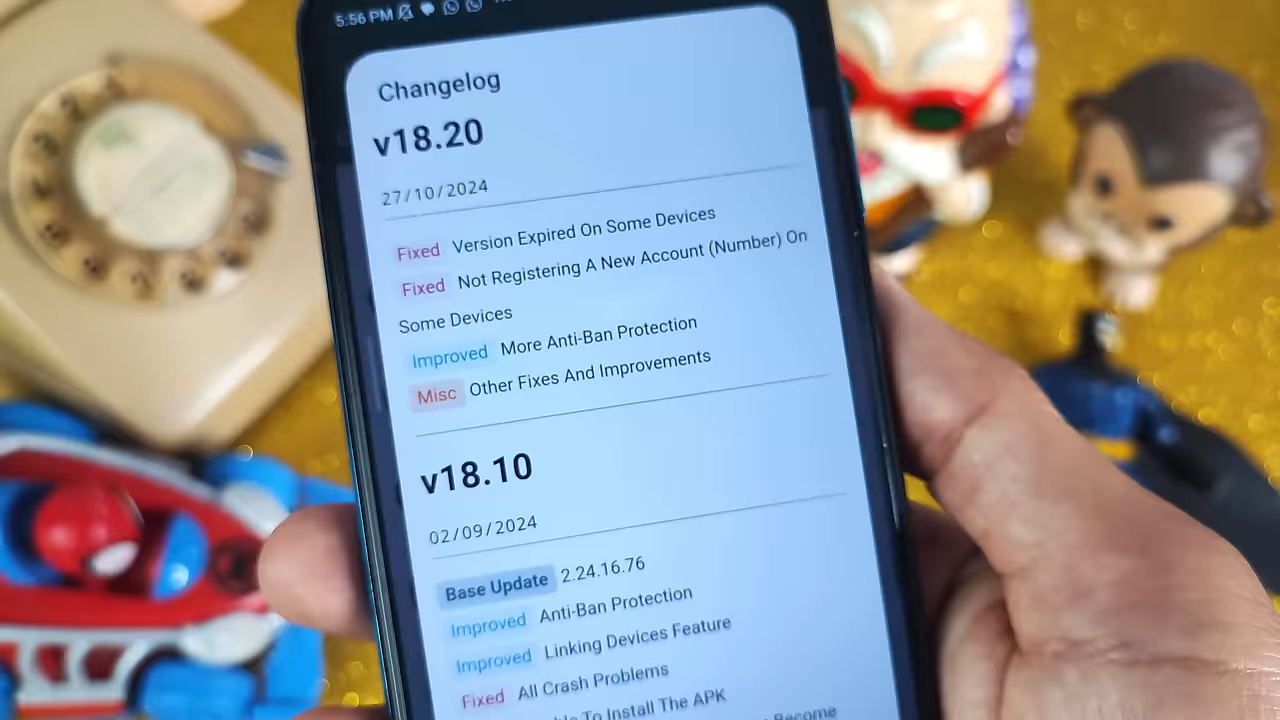 5:56 PM
Changelog
v18.20
27/10/2024
Fixed Version Expired On Some Devices
Fixed Not Registering A New Account (Number) On
Some Devices
Improved More Anti-Ban Protection
Misc Other Fixes And Improvements
v18.10
02/09/2024
Base Update 2.24.16.76
Improved Anti-Ban Protection
Improved Linking Devices Feature
Fixed All Crash Problems
To Install The APK
Become